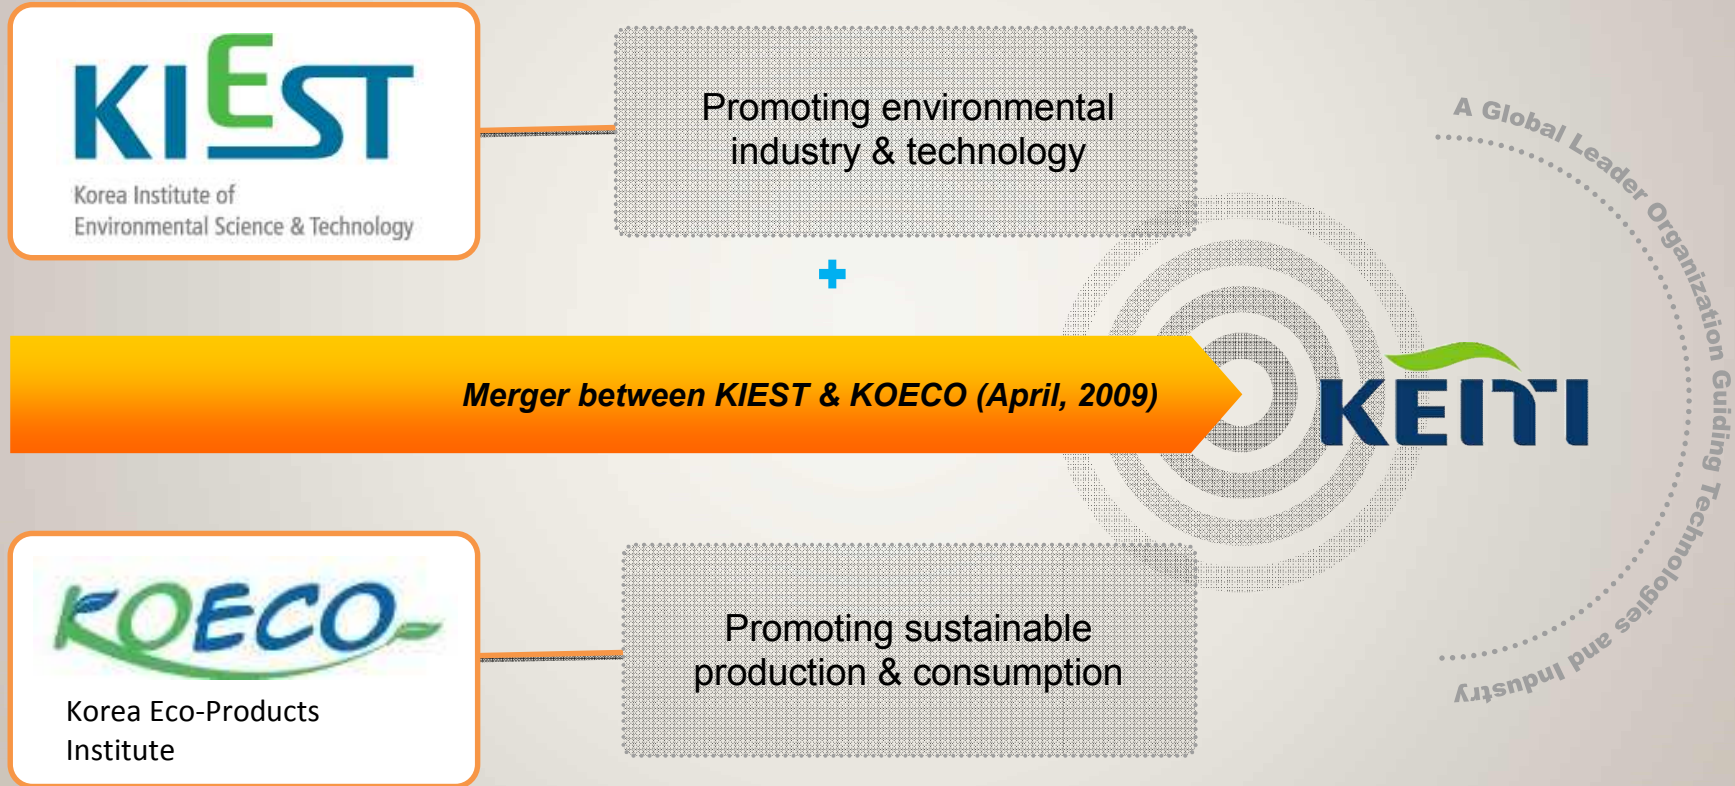 KIEST
Korea Institute of
Environmental Science & Technology
Promoting environmental
industry & technology
Merger between KIEST & KOECO (April, 2009)
KEITI
A Global Leader Organization Guiding Technologies and Industry
KOECO
Korea Eco-Products
Institute
Promoting sustainable
production & consumption